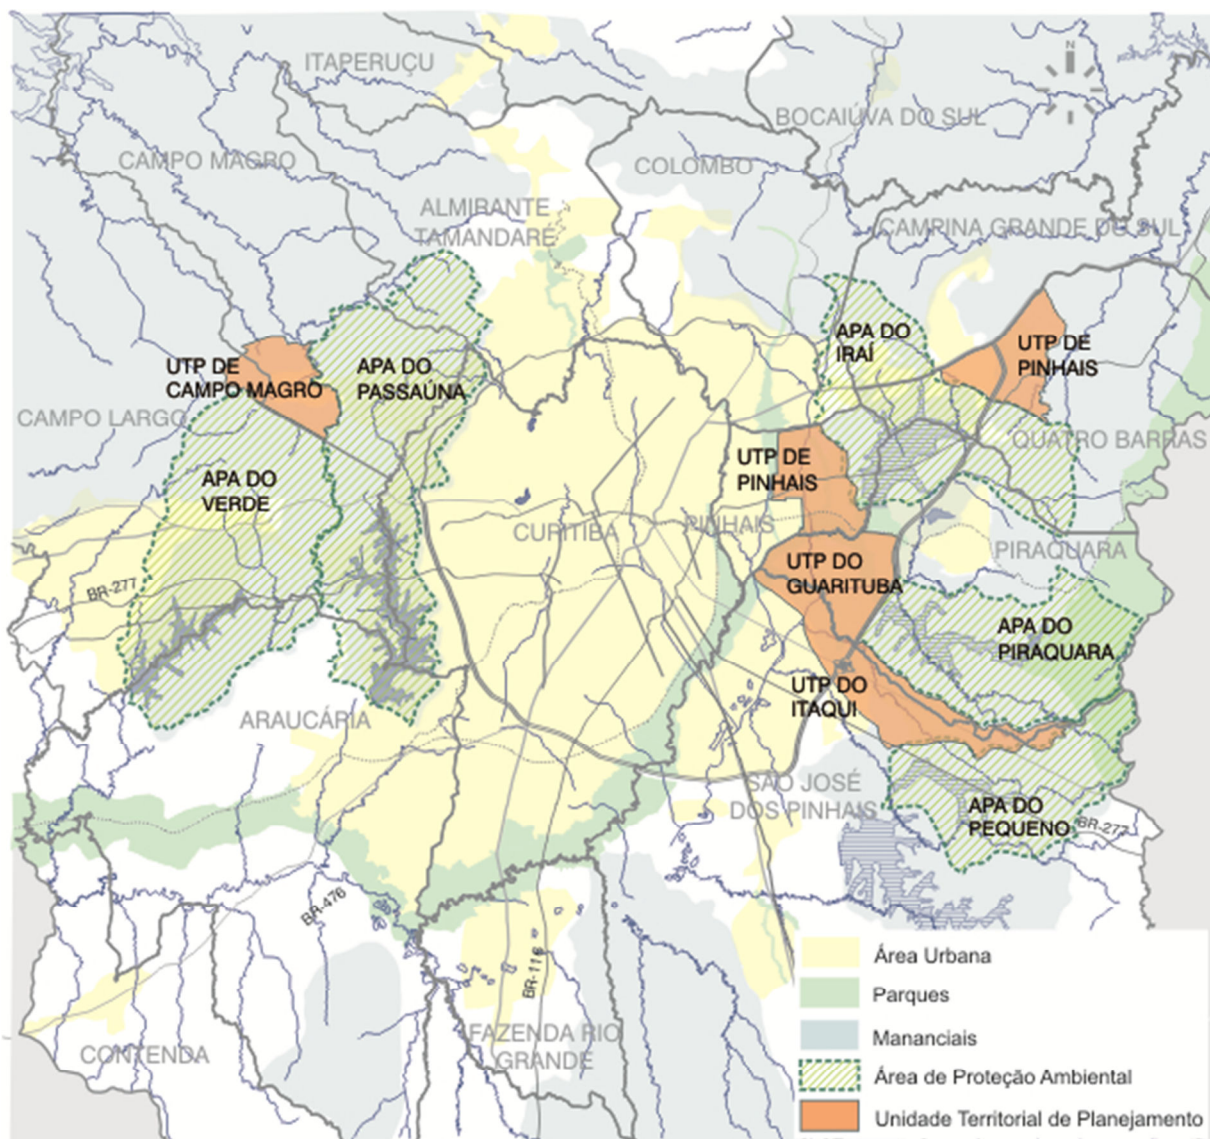 N
ITAPERUÇU
BOCAIÚVA DO SUL
CAMPO MAGRO
COLOMBO
ALMIRANTE
TAMANDARÉ
CAMPINA GRANDE DO SUL
APA DO
IRAÍ
UTP DE
PINHAIS
UTP DE
CAMPO MAGRO
APA DO
PASSAÚNA
CAMPO LARGO
QUATRO BARRAS
UTP DE
PINHAIS
APA DO
VERDE
CURITIBA
PINHAIS
PIRAQUARA
UTP DO
GUARITUBA
BR-277
APA DO
PIRAQUARA
UTP DO
ITAQUI
ARAUCÁRIA
SÃO JOSÉ
DOS PINHAIS
APA DO
PEQUENO
BR-277
BR-476
BR-116
FAZENDA RIO
GRANDE
CONTENDA
Área Urbana
Parques
Mananciais
Área de Proteção Ambiental
Unidade Territorial de Planejamento